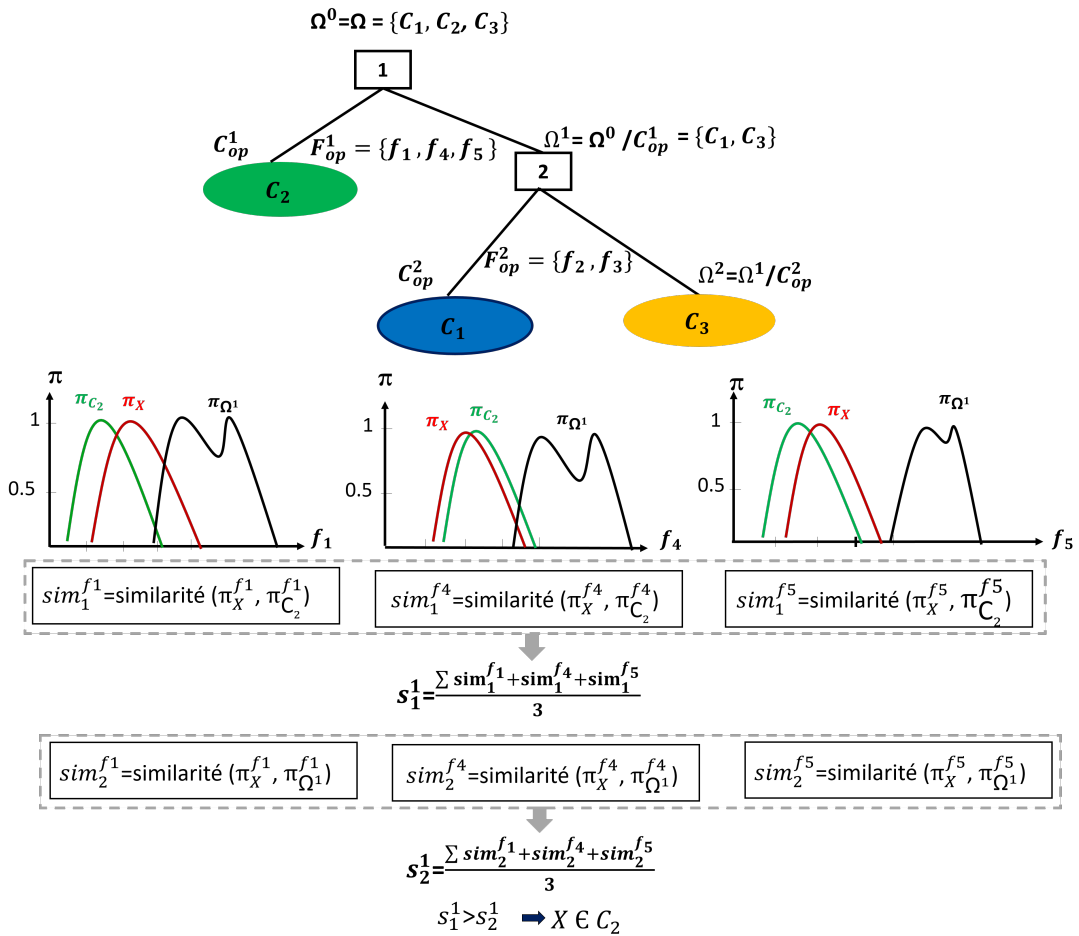 Ω⁰=Ω = {C₁, C₂, C₃}
1
C¹ₒₚ F¹ₒₚ = {f₁, f₄, f₅} Ω¹= Ω⁰ /C¹ₒₚ = {C₁, C₃}
C₂ 2
C²ₒₚ F²ₒₚ = {f₂, f₃} Ω²=Ω¹/C²ₒₚ
C₁ C₃
π π π
π_C₂ π_X π_Ω¹ π_X π_C₂ π_Ω¹ π_C₂ π_X π_Ω¹
1 1 1
0.5 0.5 0.5
f₁ f₄ f₅
sim₁^f1=similarité (π_X^f1, π_C₂^f1) sim₁^f4=similarité (π_X^f4, π_C₂^f4) sim₁^f5=similarité (π_X^f5, π_C₂^f5)
s₁¹=(∑ sim₁^f1+sim₁^f4+sim₁^f5)/3
sim₂^f1=similarité (π_X^f1, π_Ω¹^f1) sim₂^f4=similarité (π_X^f4, π_Ω¹^f4) sim₂^f5=similarité (π_X^f5, π_Ω¹^f5)
s₂¹=(∑ sim₂^f1+sim₂^f4+sim₂^f5)/3
s₁¹>s₂¹ ➡ X Є C₂